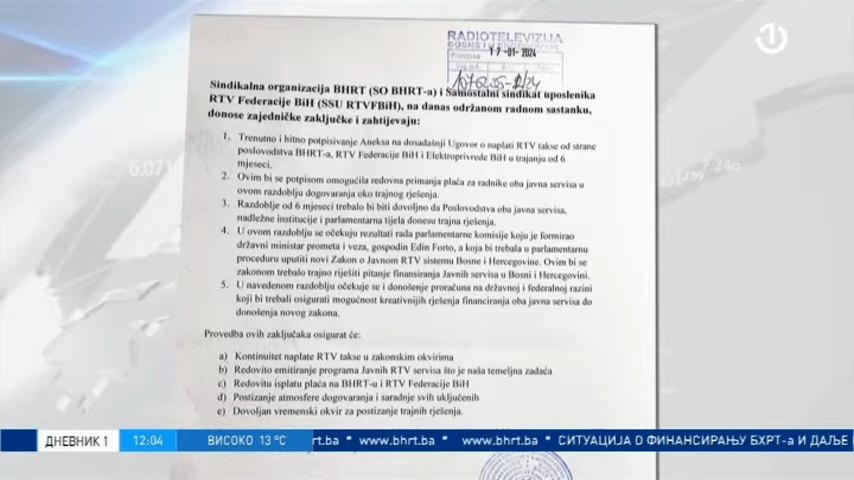 RADIOTELEVIZIJA
17-01-2024
Sindikalna organizacija BHRT (SO BHRT-a) i Samostalni sindikat uposlenika
RTV Federacije BiH (SSU RTVFBiH), na danas održanom radnom sastanku,
donose zajedničke zaključke i zahtijevaju:
1. Trenutno i hitno potpisivanje Aneksa na dosadašnji Ugovor o naplati RTV takse od strane
poslovodstva BHRT-a, RTV Federacije BiH i Elektroprivrede BiH u trajanju od 6
mjeseci.
2. Ovim bi se potpisom omogućila redovna primanja plaća za radnike oba javna servisa u
ovom razdoblju dogovaranja oko trajnog rješenja.
3. Razdoblje od 6 mjeseci trebalo bi biti dovoljno da Poslovodstva oba javna servisa,
nadležne institucije i parlamentarna tijela donesu trajna rješenja.
4. U ovom razdoblju se očekuju rezultati rada parlamentarne komisije koju je formirao
državni ministar prometa i veza, gospodin Edin Forto, a koja bi trebala u parlamentarnu
proceduru uputiti novi Zakon o Javnom RTV sistemu Bosne i Hercegovine. Ovim bi se
zakonom trebalo trajno riješiti pitanje finansiranja Javnih servisa u Bosni i Hercegovini.
5. U navedenom razdoblju očekuje se i donošenje proračuna na državnoj i federalnoj razini
koji bi trebali osigurati mogućnost kreativnijih rješenja financiranja oba javna servisa do
donošenja novog zakona.
Provedba ovih zaključaka osigurat će:
a) Kontinuitet naplate RTV takse u zakonskim okvirima
b) Redovito emitiranje programa Javnih RTV servisa što je naša temeljna zadaća
c) Redovitu isplatu plaća na BHRT-u i RTV Federacije BiH
d) Postizanje atmosfere dogovaranja i saradnje svih uključenih
e) Dovoljan vremenski okvir za postizanje trajnih rješenja.
ДНЕВНИК 1 12:04 ВИСОКО 13 °C rt.ba * www.bhrt.ba * www.bhrt.ba * СИТУАЦИЈА О ФИНАНСИРАЊУ БХРТ-а И ДАЉЕ